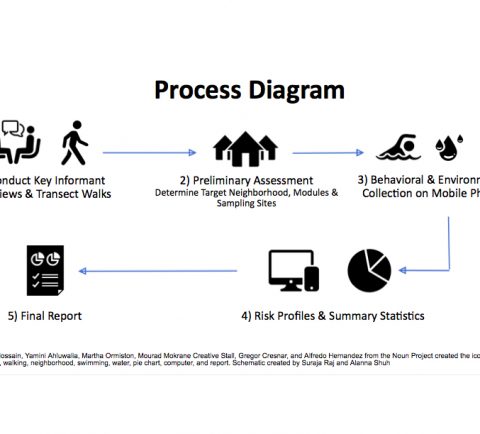 Process Diagram
onduct Key Informant
iews & Transect Walks
2) Preliminary Assessment
Determine Target Neighborhood, Modules &
Sampling Sites
3) Behavioral & Environ
Collection on Mobile Ph
5) Final Report
4) Risk Profiles & Summary Statistics
ossain, Yamini Ahluwalia, Martha Ormiston, Mourad Mokrane Creative Stall, Gregor Cresnar, and Alfredo Hernandez from the Noun Project created the ico
, walking, neighborhood, swimming, water, pie chart, computer, and report. Schematic created by Suraja Raj and Alanna Shuh